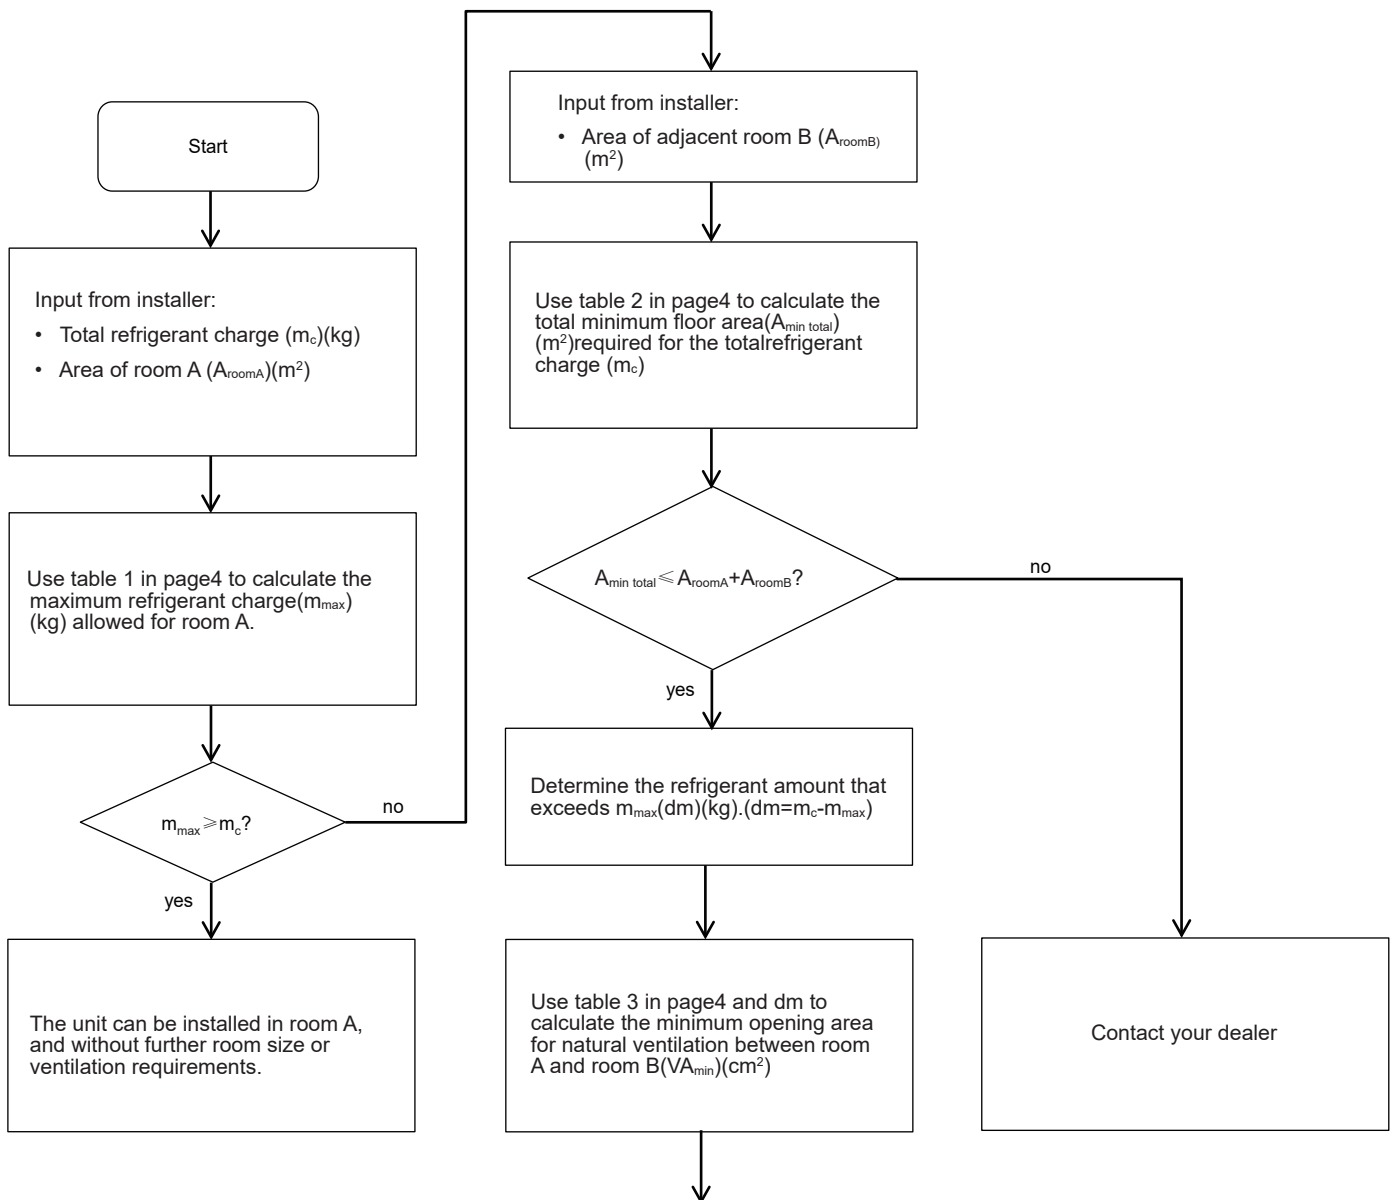 Start
Input from installer:
• Total refrigerant charge (mc)(kg)
• Area of room A (AroomA)(m²)
Use table 1 in page4 to calculate the
maximum refrigerant charge(mmax)
(kg) allowed for room A.
mmax⩾mc?
no
yes
The unit can be installed in room A,
and without further room size or
ventilation requirements.
Input from installer:
• Area of adjacent room B (AroomB)
(m²)
Use table 2 in page4 to calculate the
total minimum floor area(Amin total)
(m²)required for the totalrefrigerant
charge (mc)
Amin total⩽AroomA+AroomB?
no
yes
Determine the refrigerant amount that
exceeds mmax(dm)(kg).(dm=mc-mmax)
Use table 3 in page4 and dm to
calculate the minimum opening area
for natural ventilation between room
A and room B(VAmin)(cm²)
Contact your dealer